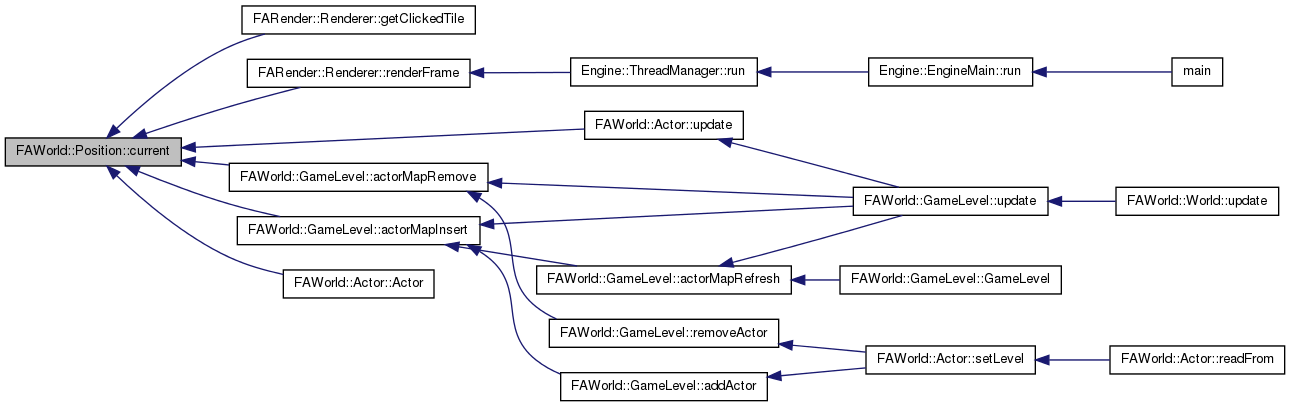 FARender::Renderer::getClickedTile
FARender::Renderer::renderFrame
Engine::ThreadManager::run
Engine::EngineMain::run
main
FAWorld::Actor::update
FAWorld::Position::current
FAWorld::GameLevel::actorMapRemove
FAWorld::GameLevel::update
FAWorld::World::update
FAWorld::GameLevel::actorMapInsert
FAWorld::GameLevel::actorMapRefresh
FAWorld::GameLevel::GameLevel
FAWorld::Actor::Actor
FAWorld::GameLevel::removeActor
FAWorld::Actor::setLevel
FAWorld::Actor::readFrom
FAWorld::GameLevel::addActor